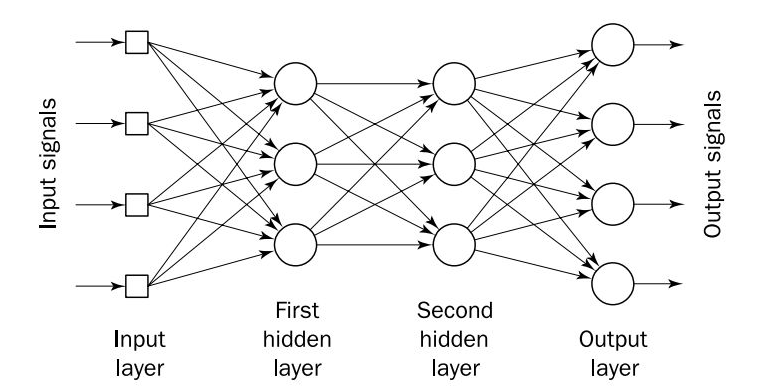 Input signals
Output signals
First
hidden
layer
Second
hidden
layer
Input
layer
Output
layer